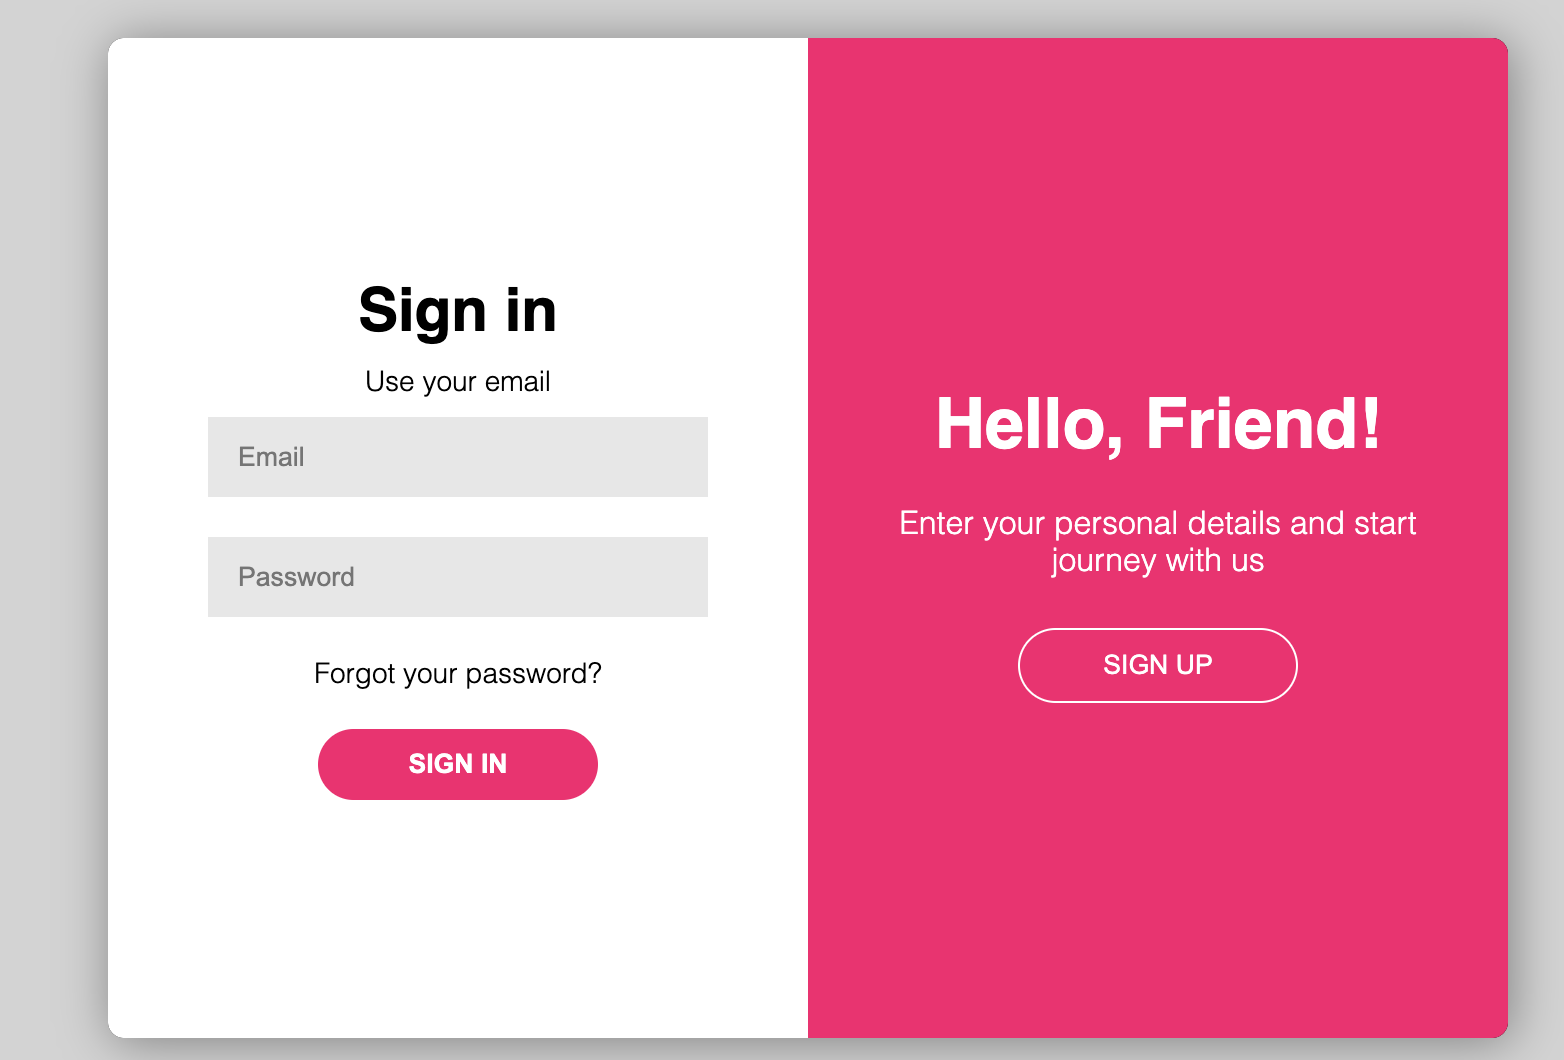 Sign in
Use your email
Email
Password
Forgot your password?
SIGN IN
Hello, Friend!
Enter your personal details and start
journey with us
SIGN UP